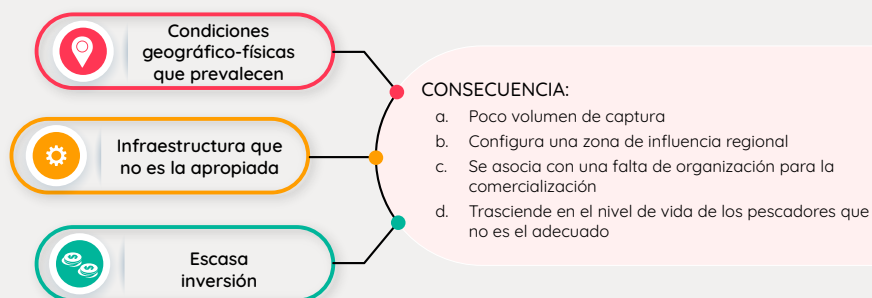 Condiciones
geográfico-físicas
que prevalecen
Infraestructura que
no es la apropiada
Escasa
inversión
CONSECUENCIA:
a. Poco volumen de captura
b. Configura una zona de influencia regional
c. Se asocia con una falta de organización para la
comercialización
d. Trasciende en el nivel de vida de los pescadores que
no es el adecuado